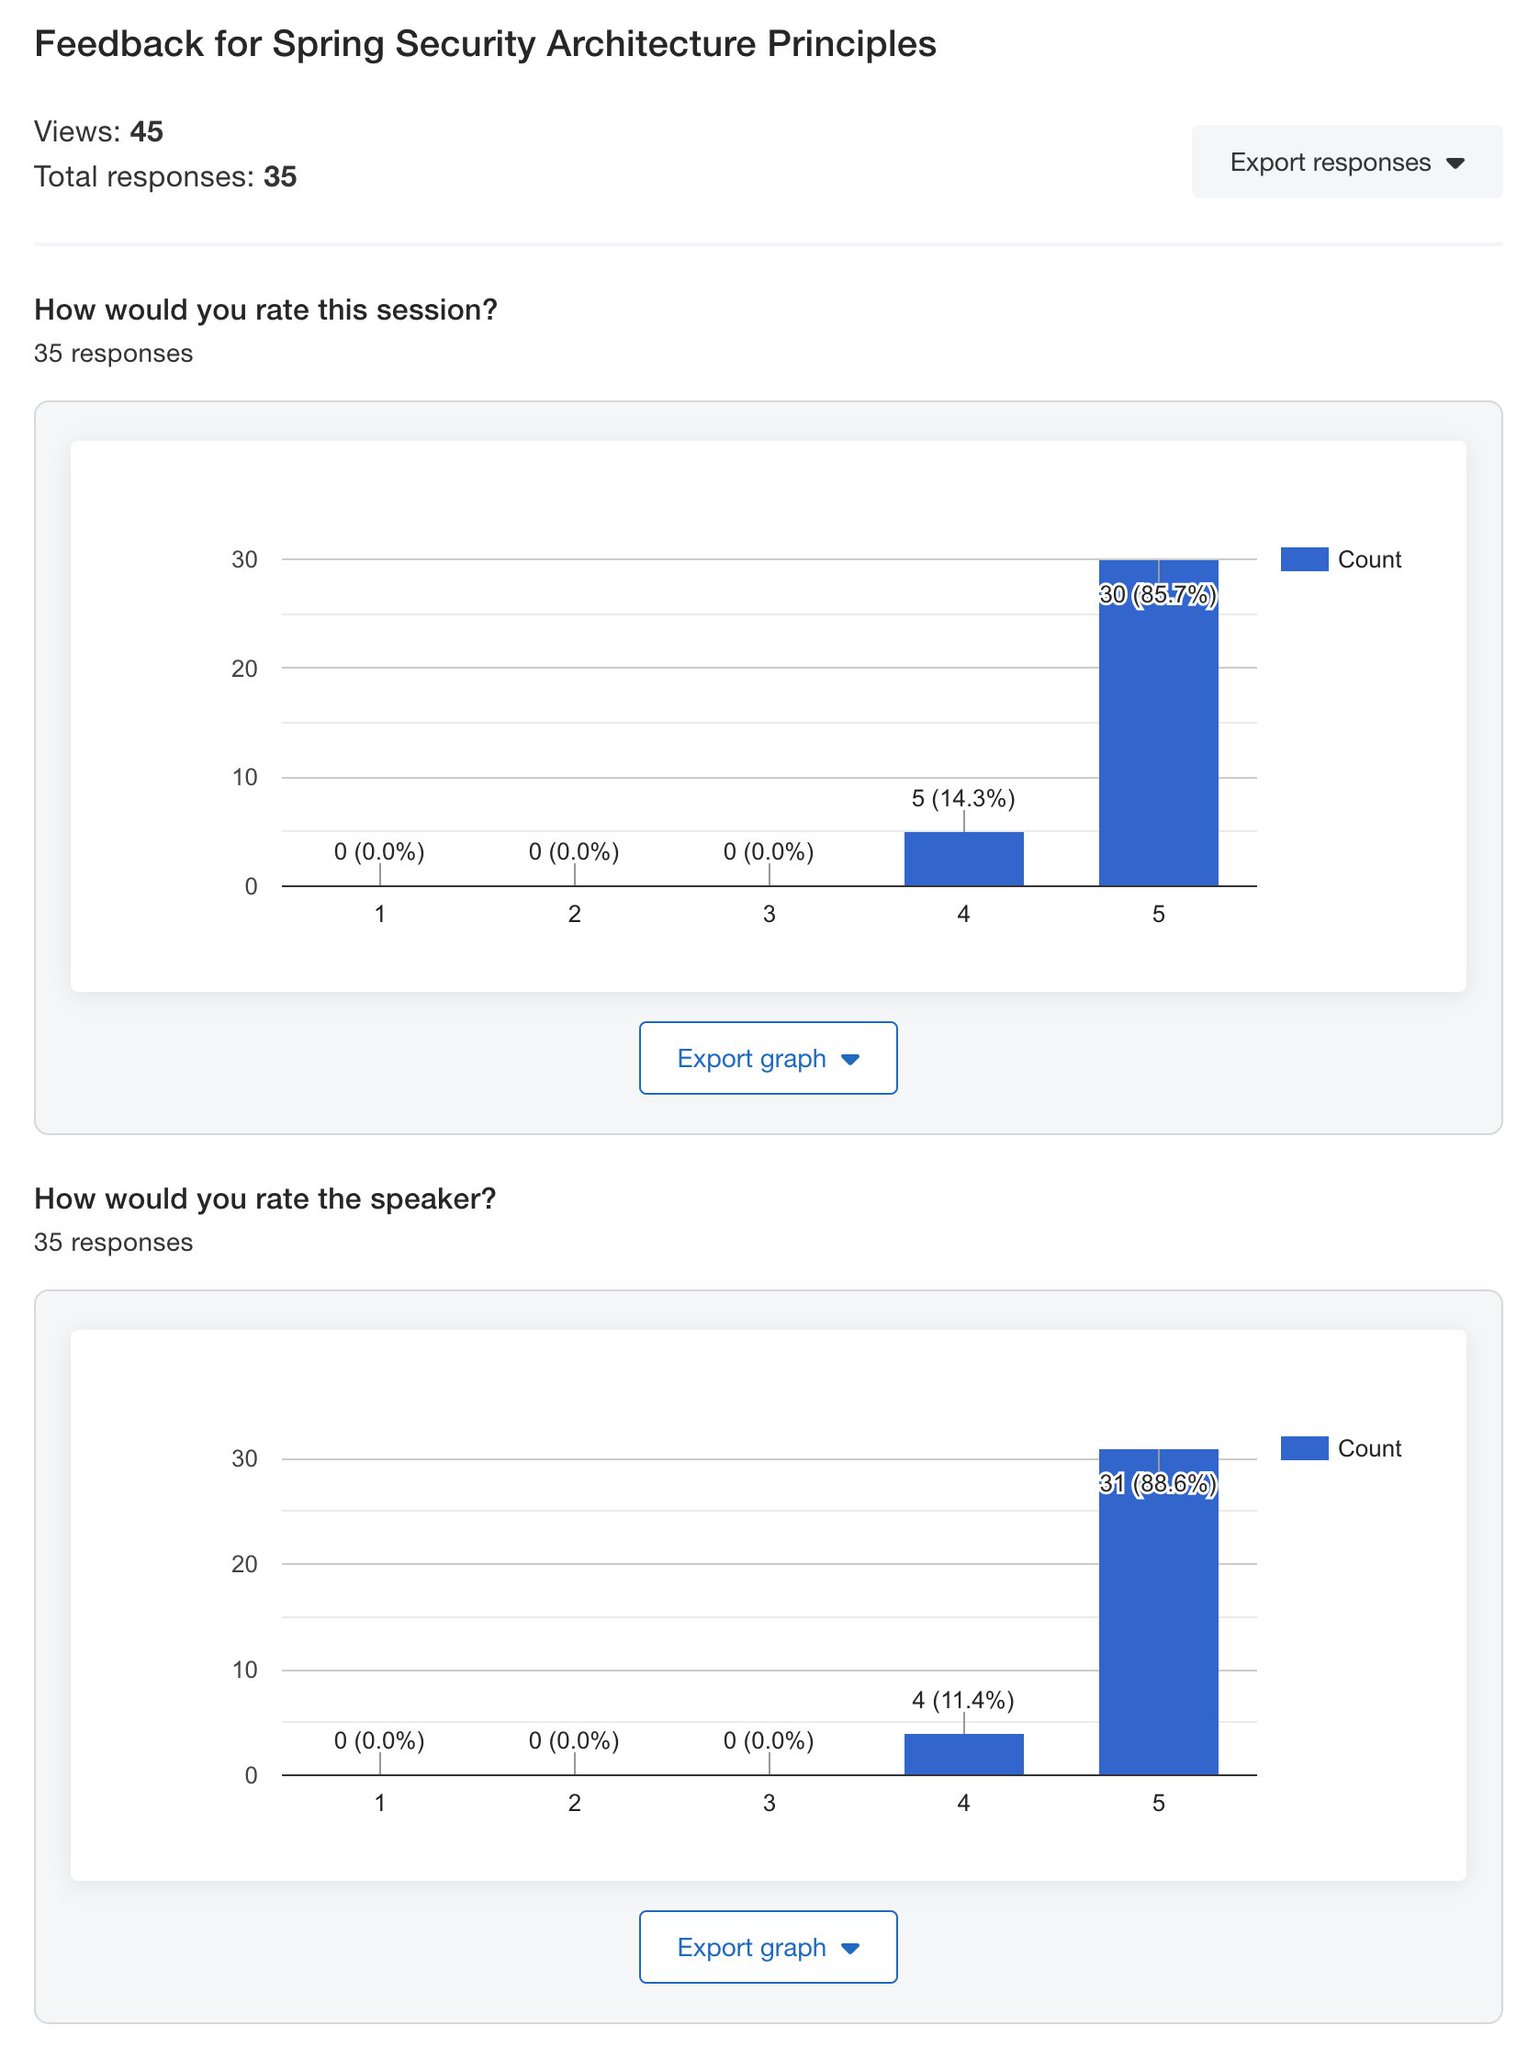 Feedback for Spring Security Architecture Principles
Views: 45
Total responses: 35
Export responses
How would you rate this session?
35 responses
30
20
10
0
0 (0.0%)
0 (0.0%)
0 (0.0%)
5 (14.3%)
30 (85.7%)
1
2
3
4
5
Count
Export graph
How would you rate the speaker?
35 responses
30
20
10
0
0 (0.0%)
0 (0.0%)
0 (0.0%)
4 (11.4%)
31 (88.6%)
1
2
3
4
5
Count
Export graph